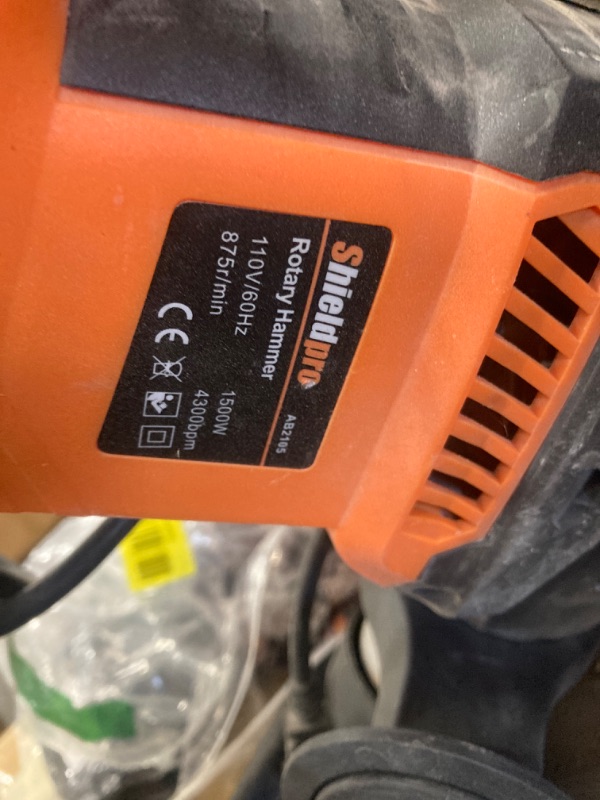 Shieldpro
AB2105
Rotary Hammer
110V/60Hz 1500W
875r/min 4300bpm
CE